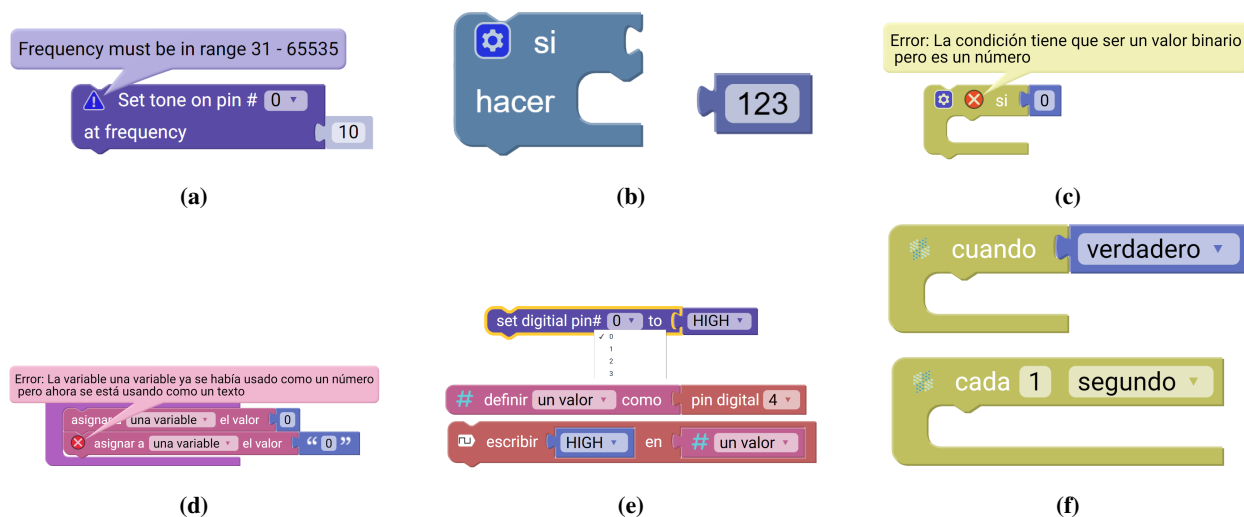 Frequency must be in range 31 - 65535
Set tone on pin # 0
at frequency 10
(a)
si
hacer
123
(b)
Error: La condición tiene que ser un valor binario
pero es un número
si 0
(c)
Error: La variable una variable ya se había usado como un número
pero ahora se está usando como un texto
asignar a una variable el valor 0
asignar a una variable el valor “ 0 ”
(d)
set digitial pin# 0 to HIGH
✓ 0
1
2
3
# definir un valor como pin digital 4
escribir HIGH en # un valor
(e)
cuando verdadero
cada 1 segundo
(f)